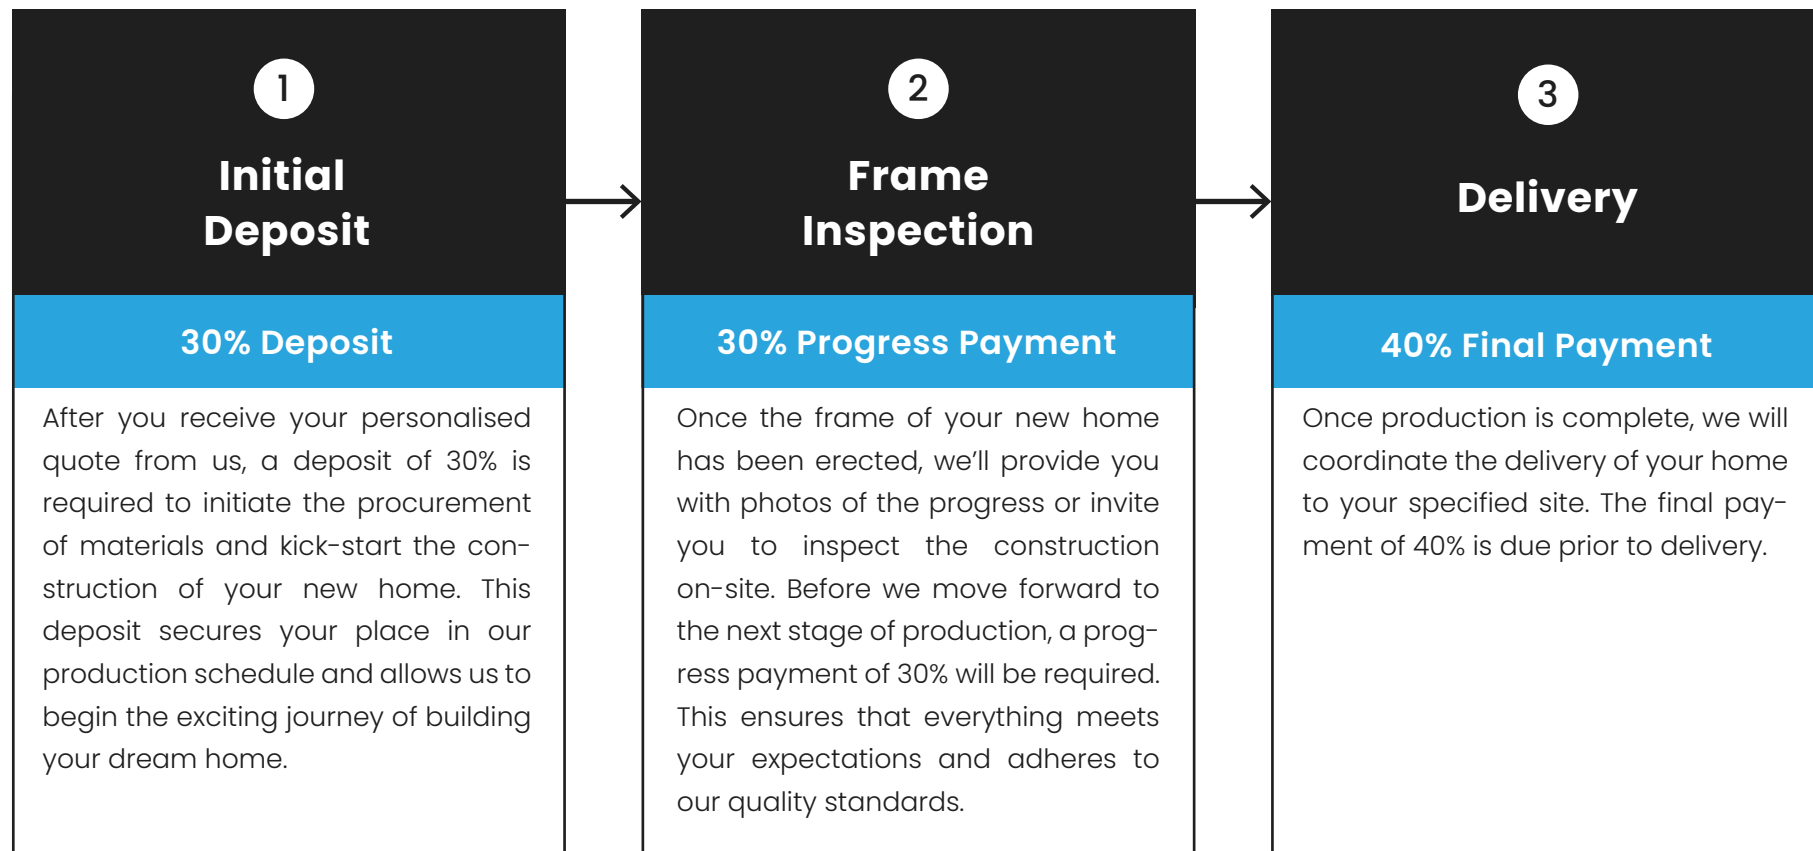 1
Initial
Deposit
30% Deposit
After you receive your personalised
quote from us, a deposit of 30% is
required to initiate the procurement
of materials and kick-start the con-
struction of your new home. This
deposit secures your place in our
production schedule and allows us to
begin the exciting journey of building
your dream home.
2
Frame
Inspection
30% Progress Payment
Once the frame of your new home
has been erected, we’ll provide you
with photos of the progress or invite
you to inspect the construction
on-site. Before we move forward to
the next stage of production, a prog-
ress payment of 30% will be required.
This ensures that everything meets
your expectations and adheres to
our quality standards.
3
Delivery
40% Final Payment
Once production is complete, we will
coordinate the delivery of your home
to your specified site. The final pay-
ment of 40% is due prior to delivery.